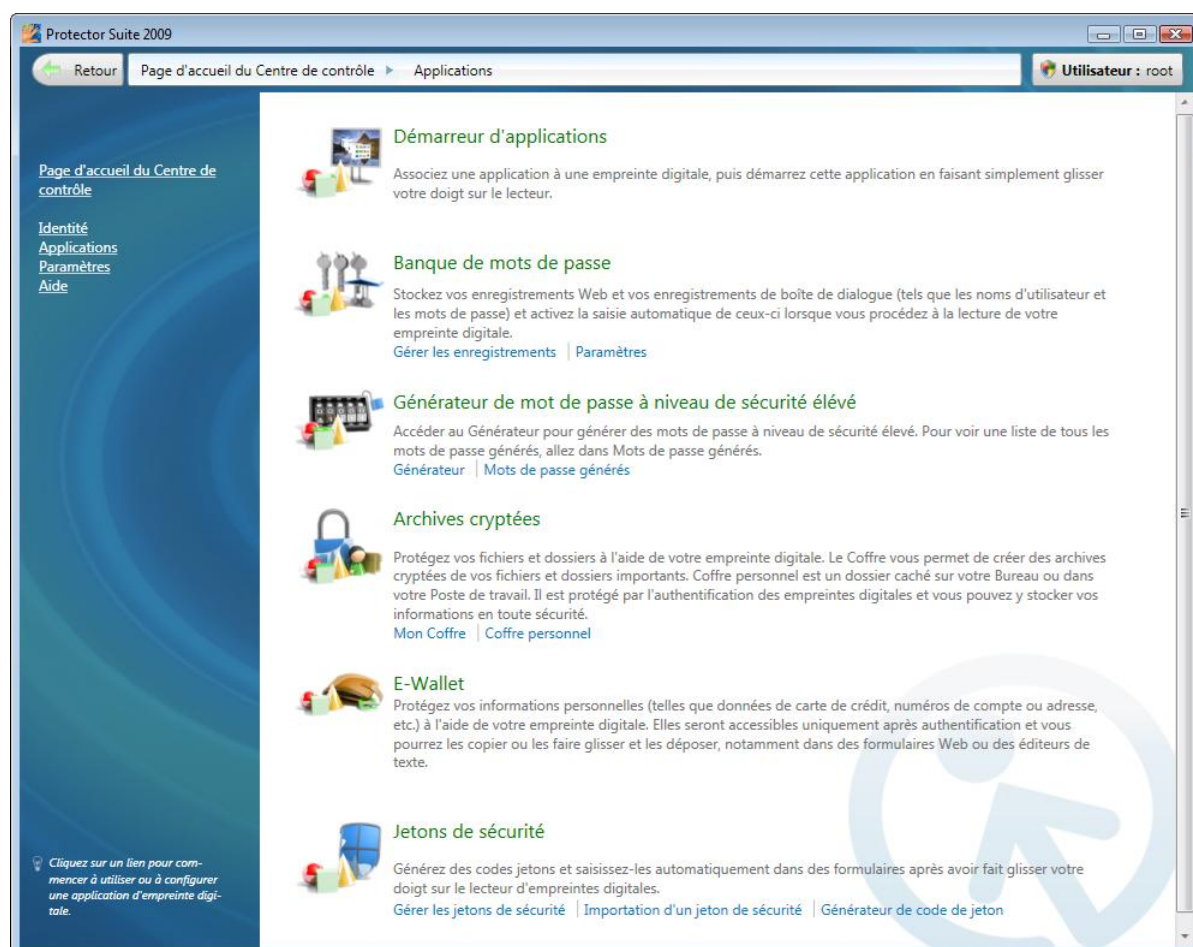 Protector Suite 2009
Retour
Page d'accueil du Centre de contrôle
Applications
Utilisateur : root
Page d'accueil du Centre de
contrôle
Identité
Applications
Paramètres
Aide
Cliquez sur un lien pour com-
mencer à utiliser ou à configurer
une application d'empreinte digi-
tale.
Démarreur d'applications
Associez une application à une empreinte digitale, puis démarrez cette application en faisant simplement glisser
votre doigt sur le lecteur.
Banque de mots de passe
Stockez vos enregistrements Web et vos enregistrements de boîte de dialogue (tels que les noms d'utilisateur et
les mots de passe) et activez la saisie automatique de ceux-ci lorsque vous procédez à la lecture de votre
empreinte digitale.
Gérer les enregistrements | Paramètres
Générateur de mot de passe à niveau de sécurité élévé
Accéder au Générateur pour générer des mots de passe à niveau de sécurité élevé. Pour voir une liste de tous les
mots de passe générés, allez dans Mots de passe générés.
Générateur | Mots de passe générés
Archives cryptées
Protégez vos fichiers et dossiers à l'aide de votre empreinte digitale. Le Coffre vous permet de créer des archives
cryptées de vos fichiers et dossiers importants. Coffre personnel est un dossier caché sur votre Bureau ou dans
votre Poste de travail. Il est protégé par l'authentification des empreintes digitales et vous pouvez y stocker vos
informations en toute sécurité.
Mon Coffre | Coffre personnel
E-Wallet
Protégez vos informations personnelles (telles que données de carte de crédit, numéros de compte ou adresse,
etc.) à l'aide de votre empreinte digitale. Elles seront accessibles uniquement après authentification et vous
pourrez les copier ou les faire glisser et les déposer, notamment dans des formulaires Web ou des éditeurs de
texte.
Jetons de sécurité
Générez des codes jetons et saisissez-les automatiquement dans des formulaires après avoir fait glisser votre
doigt sur le lecteur d'empreintes digitales.
Gérer les jetons de sécurité | Importation d'un jeton de sécurité | Générateur de code de jeton